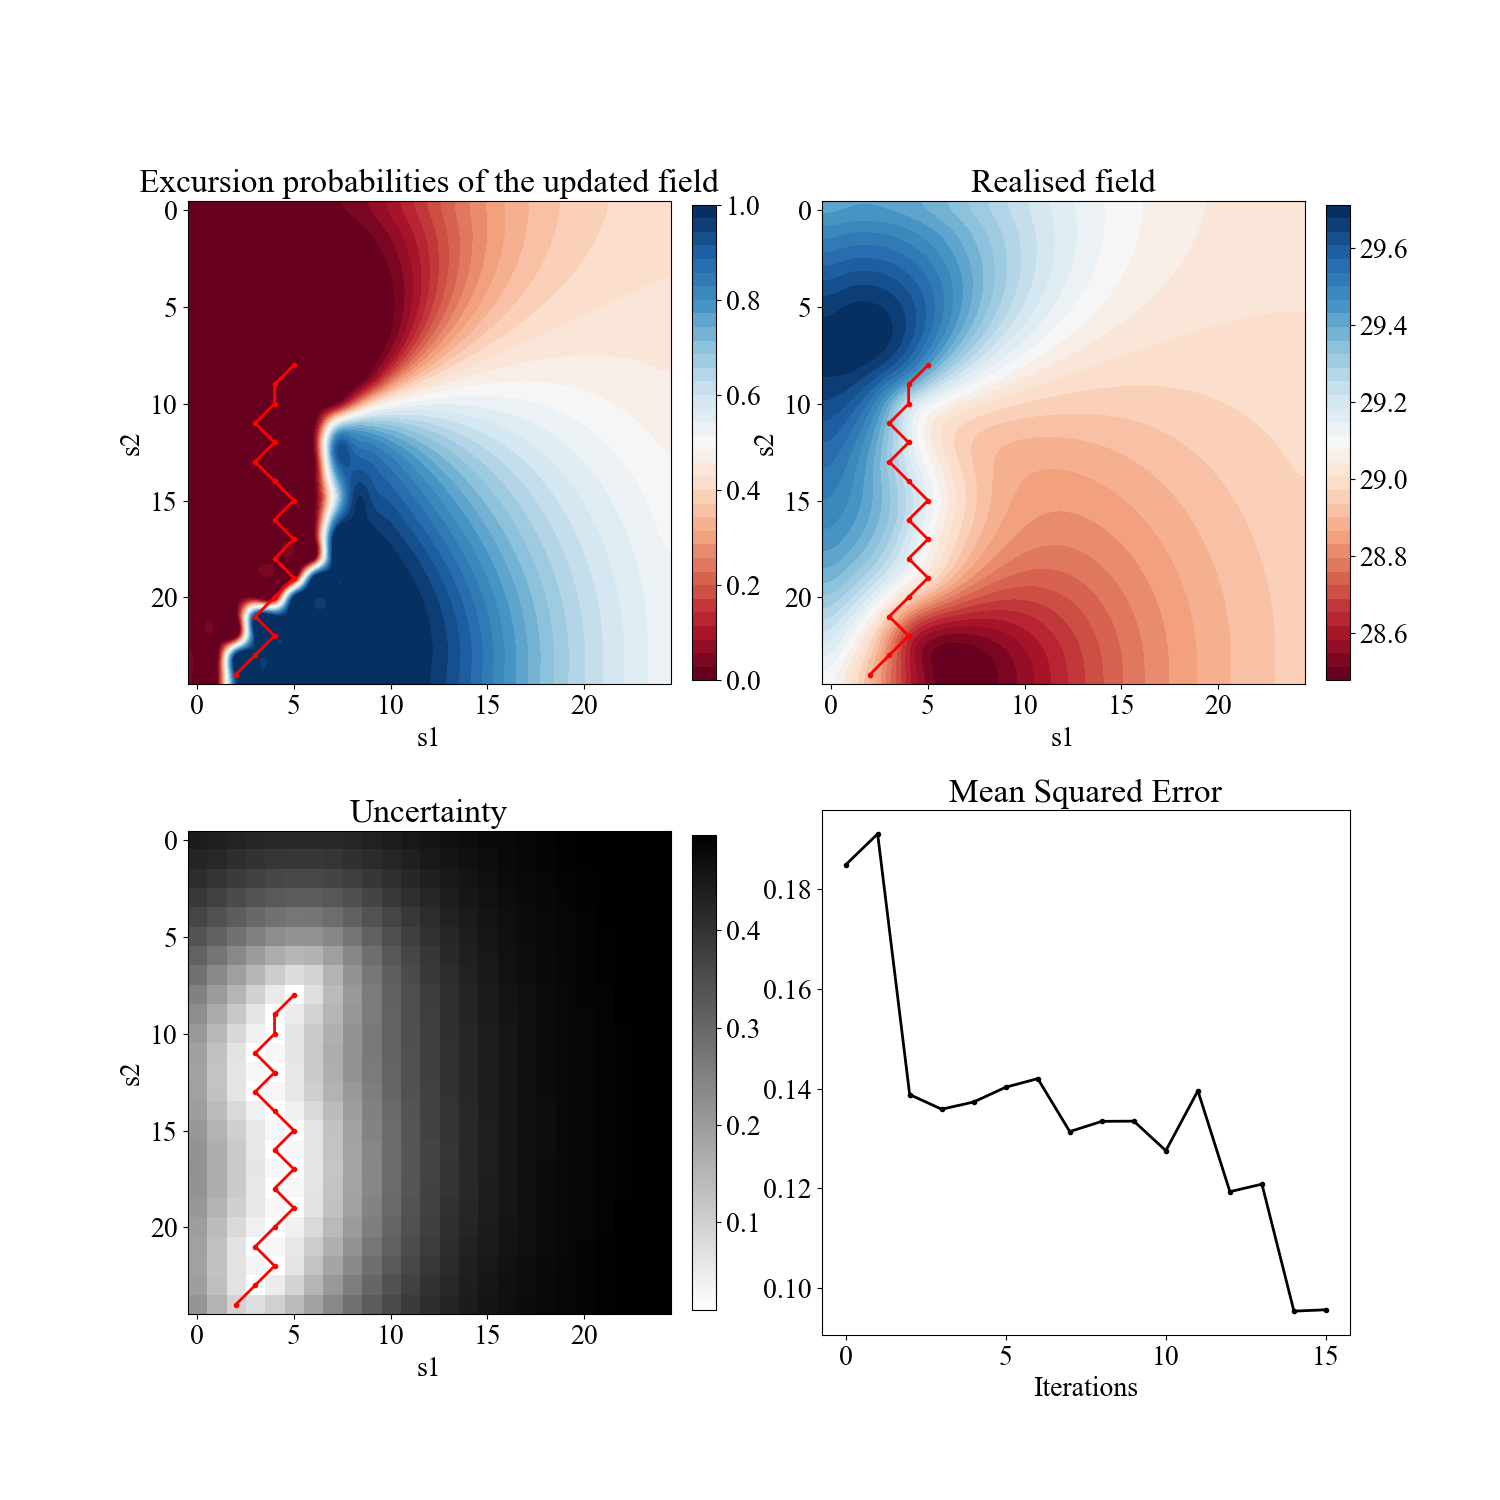 Excursion probabilities of the updated field
0
5
10
15
20
s2
0 5 10 15 20
s1
1.0
0.8
0.6
0.4
0.2
0.0
Realised field
0
5
10
15
20
s2
0 5 10 15 20
s1
29.6
29.4
29.2
29.0
28.8
28.6
Uncertainty
0
5
10
15
20
s2
0 5 10 15 20
s1
0.4
0.3
0.2
0.1
Mean Squared Error
0.18
0.16
0.14
0.12
0.10
0 5 10 15
Iterations